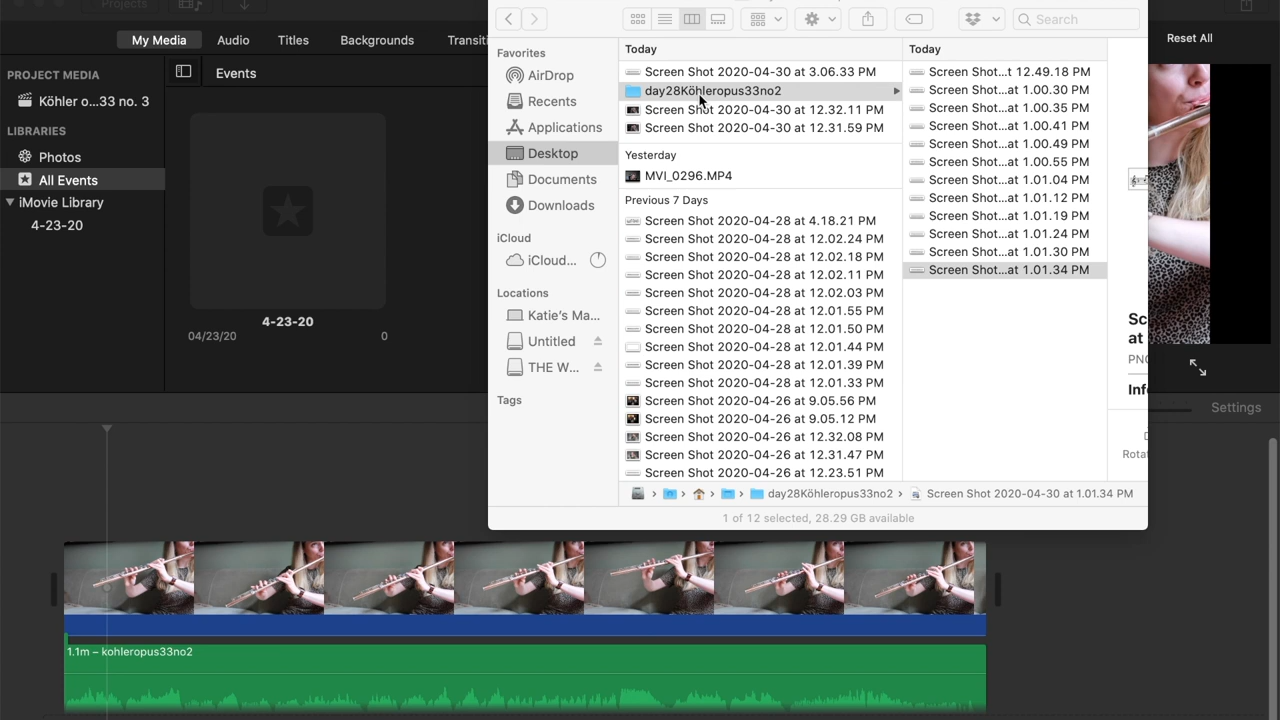 Projects
My Media
Audio
Titles
Backgrounds
Transiti
Reset All
PROJECT MEDIA
Köhler o...33 no. 3
LIBRARIES
Photos
All Events
iMovie Library
4-23-20
Events
4-23-20
04/23/20
0
Settings
Search
Favorites
AirDrop
Recents
Applications
Desktop
Documents
Downloads
iCloud
iCloud...
Locations
Katie's Ma...
Untitled
THE W...
Tags
Today
Screen Shot 2020-04-30 at 3.06.33 PM
day28Köhleropus33no2
Screen Shot 2020-04-30 at 12.32.11 PM
Screen Shot 2020-04-30 at 12.31.59 PM
Yesterday
MVI_0296.MP4
Previous 7 Days
Screen Shot 2020-04-28 at 4.18.21 PM
Screen Shot 2020-04-28 at 12.02.24 PM
Screen Shot 2020-04-28 at 12.02.18 PM
Screen Shot 2020-04-28 at 12.02.11 PM
Screen Shot 2020-04-28 at 12.02.03 PM
Screen Shot 2020-04-28 at 12.01.55 PM
Screen Shot 2020-04-28 at 12.01.50 PM
Screen Shot 2020-04-28 at 12.01.44 PM
Screen Shot 2020-04-28 at 12.01.39 PM
Screen Shot 2020-04-28 at 12.01.33 PM
Screen Shot 2020-04-26 at 9.05.56 PM
Screen Shot 2020-04-26 at 9.05.12 PM
Screen Shot 2020-04-26 at 12.32.08 PM
Screen Shot 2020-04-26 at 12.31.47 PM
Screen Shot 2020-04-26 at 12.23.51 PM
Today
Screen Shot...t 12.49.18 PM
Screen Shot...at 1.00.30 PM
Screen Shot...at 1.00.35 PM
Screen Shot...at 1.00.41 PM
Screen Shot...at 1.00.49 PM
Screen Shot...at 1.00.55 PM
Screen Shot...at 1.01.04 PM
Screen Shot...at 1.01.12 PM
Screen Shot...at 1.01.19 PM
Screen Shot...at 1.01.24 PM
Screen Shot...at 1.01.30 PM
Screen Shot...at 1.01.34 PM
Sc
at
PNG
Info
Rotat
day28Köhleropus33no2 › Screen Shot 2020-04-30 at 1.01.34 PM
1 of 12 selected, 28.29 GB available
1.1m – kohleropus33no2